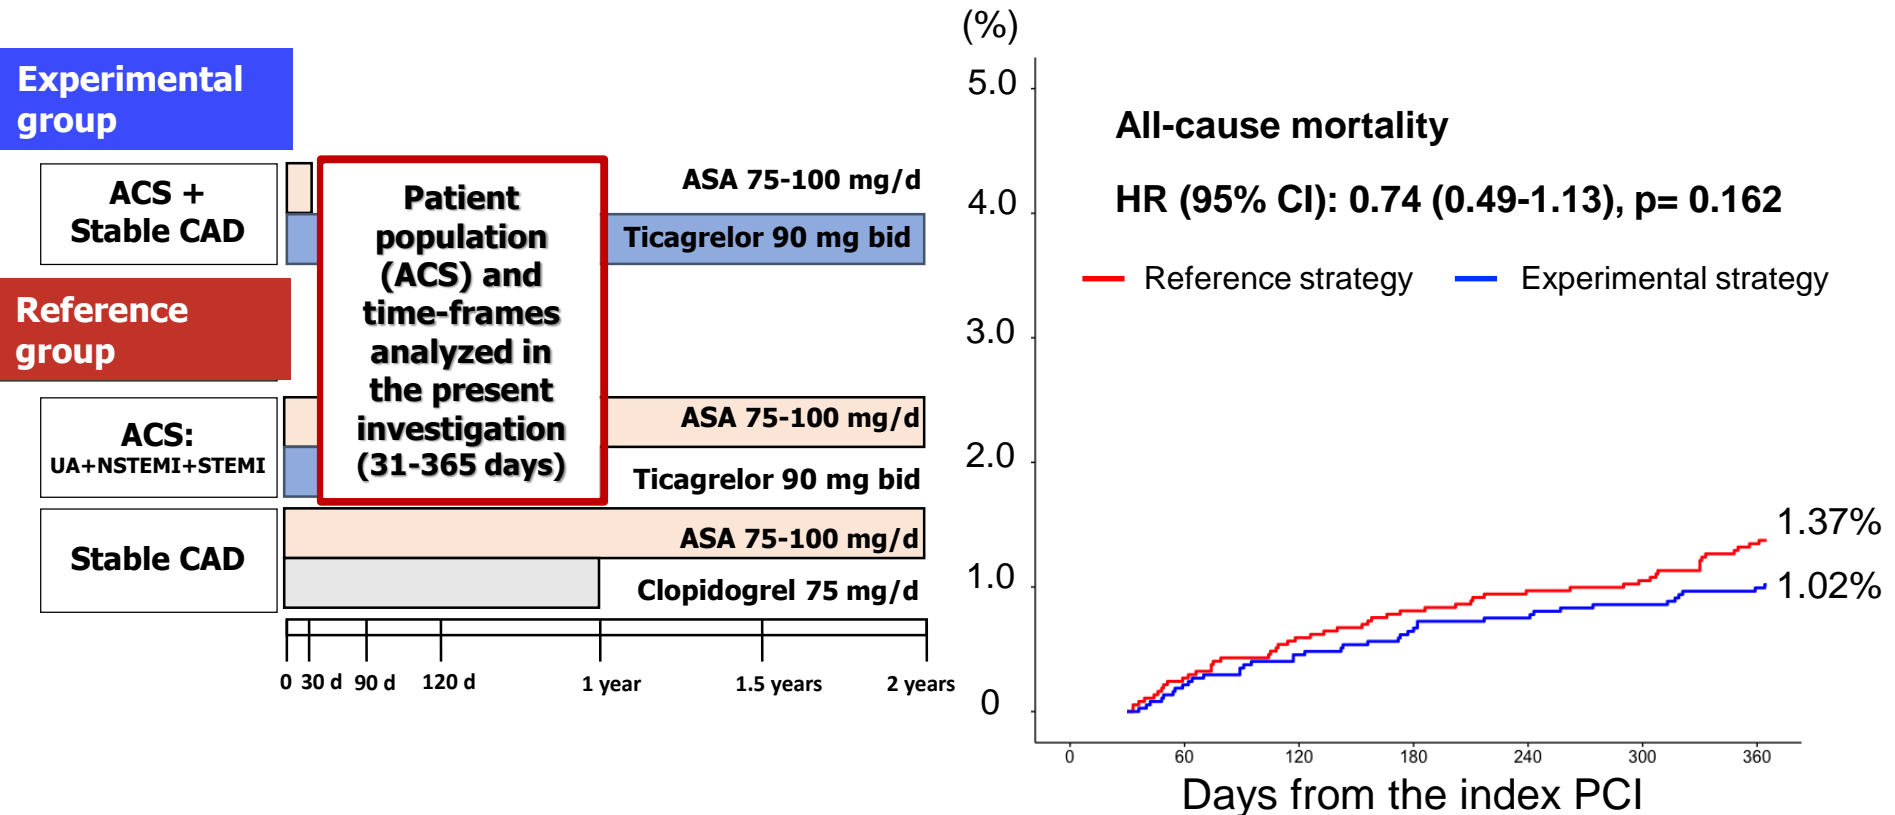 Experimental
group
ACS +
Stable CAD
ASA 75-100 mg/d
Ticagrelor 90 mg bid
Reference
group
ACS:
UA+NSTEMI+STEMI
ASA 75-100 mg/d
Ticagrelor 90 mg bid
Stable CAD
ASA 75-100 mg/d
Clopidogrel 75 mg/d
Patient
population
(ACS) and
time-frames
analyzed in
the present
investigation
(31-365 days)
0 30 d 90 d 120 d 1 year 1.5 years 2 years
(%)
5.0
4.0
3.0
2.0
1.0
0
All-cause mortality
HR (95% CI): 0.74 (0.49-1.13), p= 0.162
Reference strategy Experimental strategy
1.37%
1.02%
0 60 120 180 240 300 360
Days from the index PCI